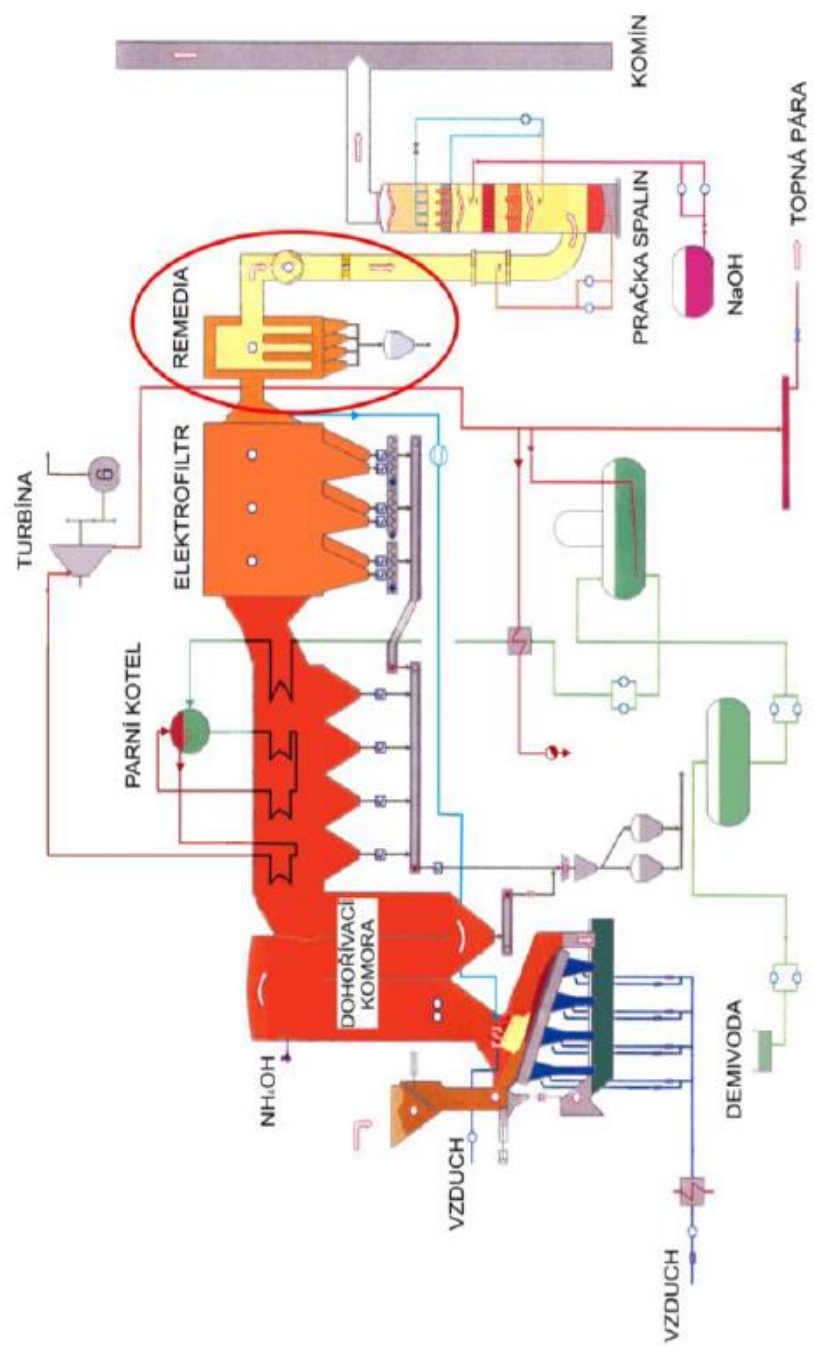 TURBÍNA
G
KOMÍN
PARNÍ KOTEL
ELEKTROFILTR
REMEDIA
NH₄OH
DOHOŘÍVACÍ
KOMORA
PRAČKA SPALIN
VZDUCH
NaOH
VZDUCH
DEMIVODA
TOPNÁ PÁRA